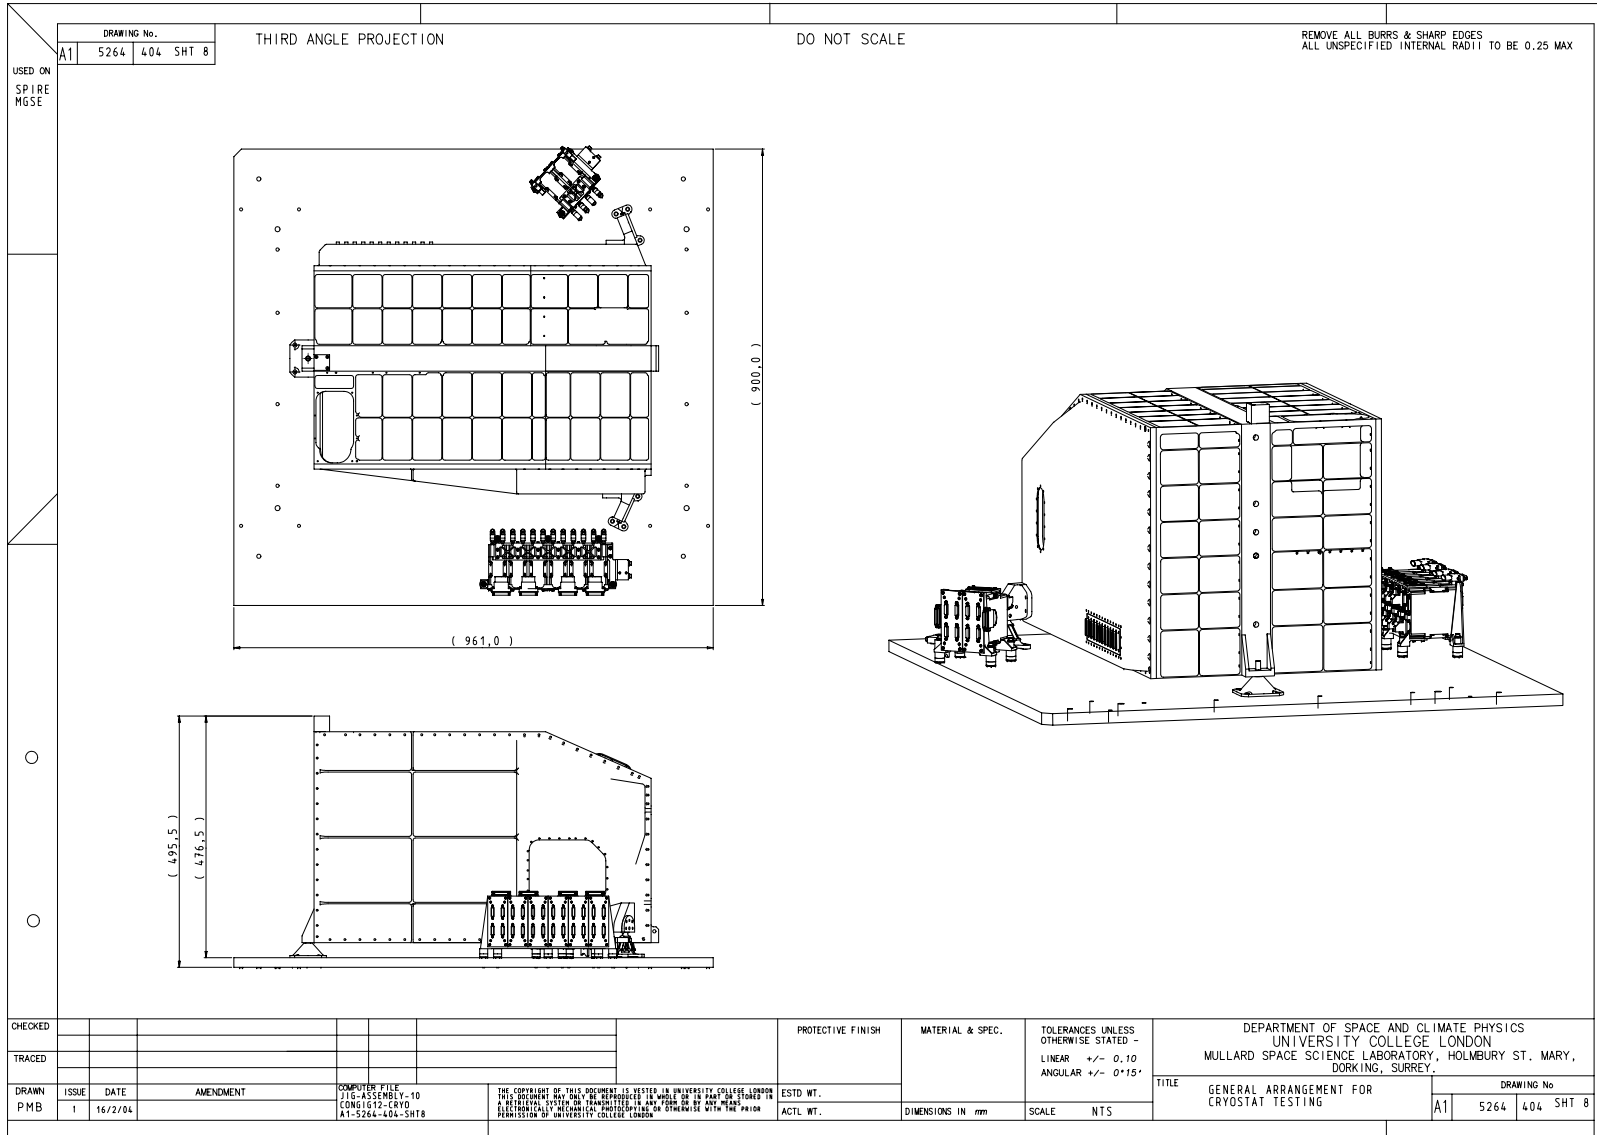 DRAWING No.
A1 5264 404 SHT 8
THIRD ANGLE PROJECTION
DO NOT SCALE
REMOVE ALL BURRS & SHARP EDGES
ALL UNSPECIFIED INTERNAL RADII TO BE 0.25 MAX
USED ON
SPIRE
MGSE
( 900,0 )
( 961,0 )
( 495,5 )
( 476,5 )
CHECKED
TRACED
DRAWN
PMB
ISSUE DATE AMENDMENT
1 16/2/04
COMPUTER FILE
JIG-ASSEMBLY-10
CONGIG12-CRYO
A1-5264-404-SHT8
THE COPYRIGHT OF THIS DOCUMENT IS VESTED IN UNIVERSITY COLLEGE LONDON
THIS DOCUMENT MAY ONLY BE REPRODUCED IN WHOLE OR IN PART OR STORED IN
A RETRIEVAL SYSTEM OR TRANSMITTED IN ANY FORM OR BY ANY MEANS
ELECTRONICALLY MECHANICAL PHOTOCOPYING OR OTHERWISE WITH THE PRIOR
PERMISSION OF UNIVERSITY COLLEGE LONDON
PROTECTIVE FINISH
ESTD WT.
ACTL WT.
MATERIAL & SPEC.
DIMENSIONS IN mm
TOLERANCES UNLESS
OTHERWISE STATED -
LINEAR +/- 0.10
ANGULAR +/- 0°15'
SCALE NTS
DEPARTMENT OF SPACE AND CLIMATE PHYSICS
UNIVERSITY COLLEGE LONDON
MULLARD SPACE SCIENCE LABORATORY, HOLMBURY ST. MARY,
DORKING, SURREY.
TITLE
GENERAL ARRANGEMENT FOR
CRYOSTAT TESTING
DRAWING No
A1 5264 404 SHT 8